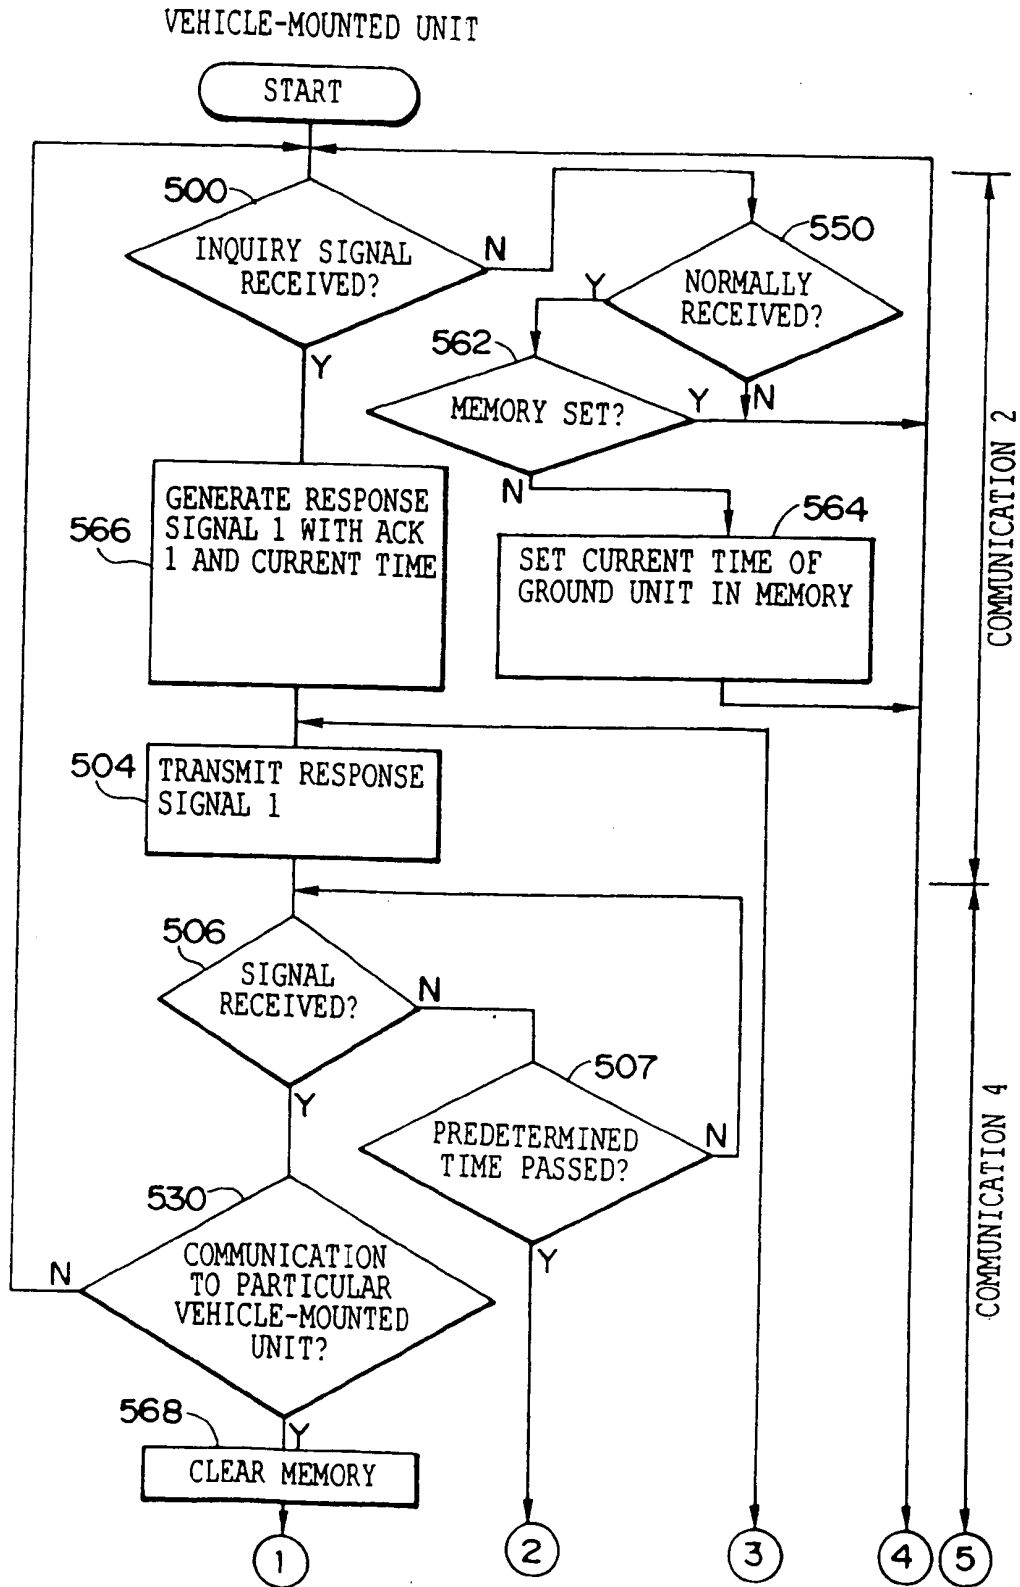 VEHICLE-MOUNTED UNIT
START
500
INQUIRY SIGNAL
RECEIVED?
N
Y
550
NORMALLY
RECEIVED?
Y
N
562
MEMORY SET?
Y
N
566
GENERATE RESPONSE
SIGNAL 1 WITH ACK
1 AND CURRENT TIME
564
SET CURRENT TIME OF
GROUND UNIT IN MEMORY
COMMUNICATION 2
504
TRANSMIT RESPONSE
SIGNAL 1
506
SIGNAL
RECEIVED?
N
Y
507
PREDETERMINED
TIME PASSED?
N
Y
530
COMMUNICATION
TO PARTICULAR
VEHICLE-MOUNTED
UNIT?
N
Y
COMMUNICATION 4
568
CLEAR MEMORY
1
2
3
4
5